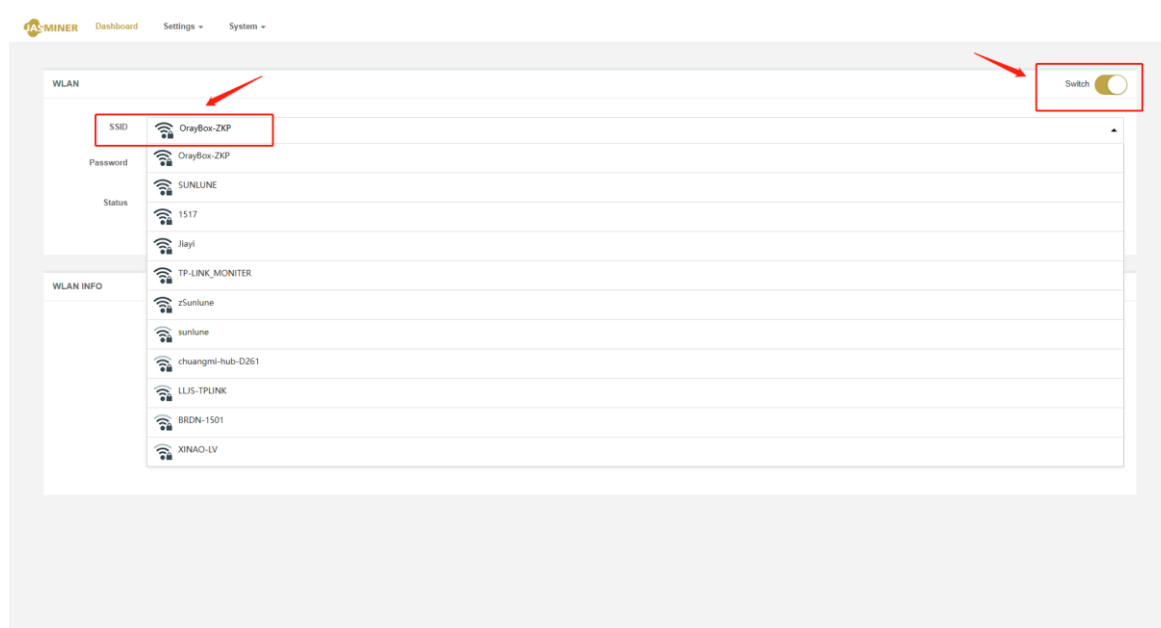 JASMINER Dashboard Settings System
WLAN Switch
SSID OrayBox-ZKP
OrayBox-ZKP
Password
SUNLUNE
Status
1517
Jiayi
TP-LINK_MONITER
WLAN INFO
zSunlune
sunlune
chuangmi-hub-D261
LLJS-TPLINK
BRDN-1501
XINAO-LV